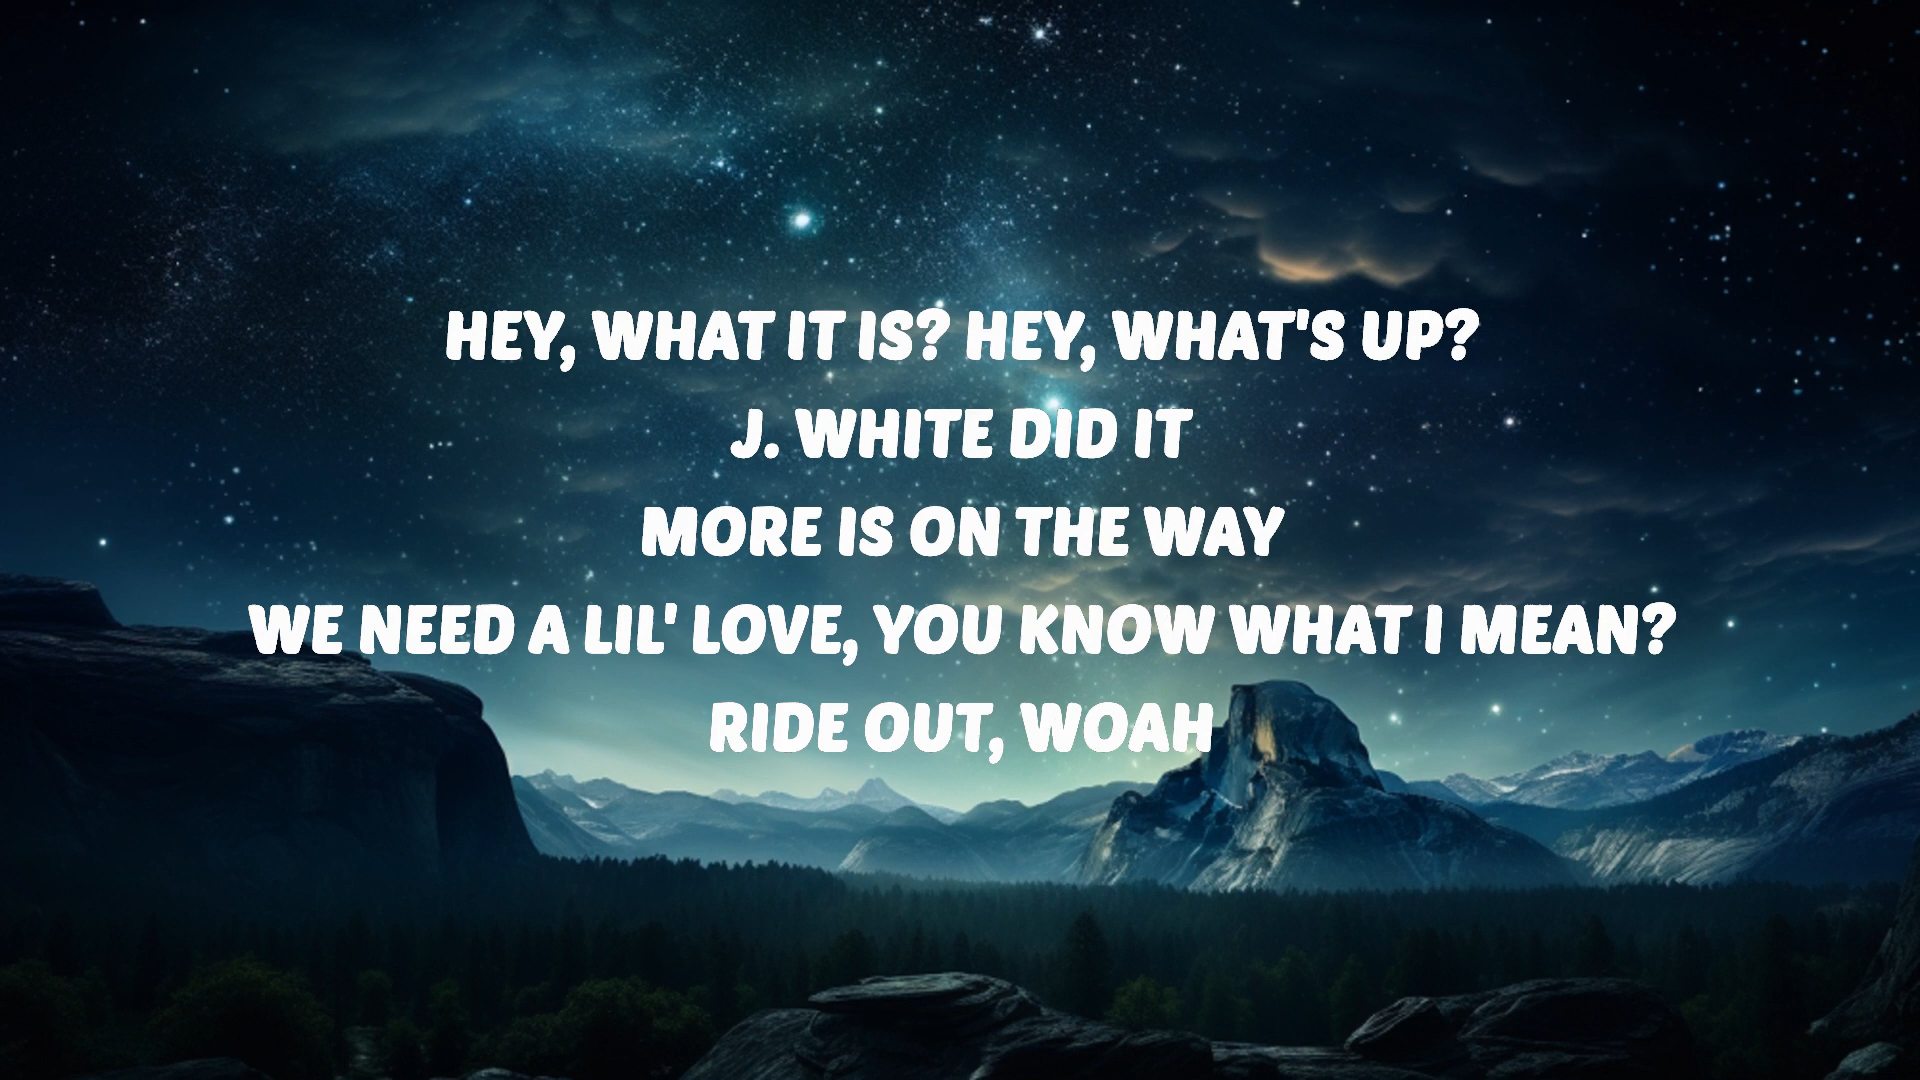 HEY, WHAT IT IS? HEY, WHAT'S UP?
J. WHITE DID IT
MORE IS ON THE WAY
WE NEED A LIL' LOVE, YOU KNOW WHAT I MEAN?
RIDE OUT, WOAH